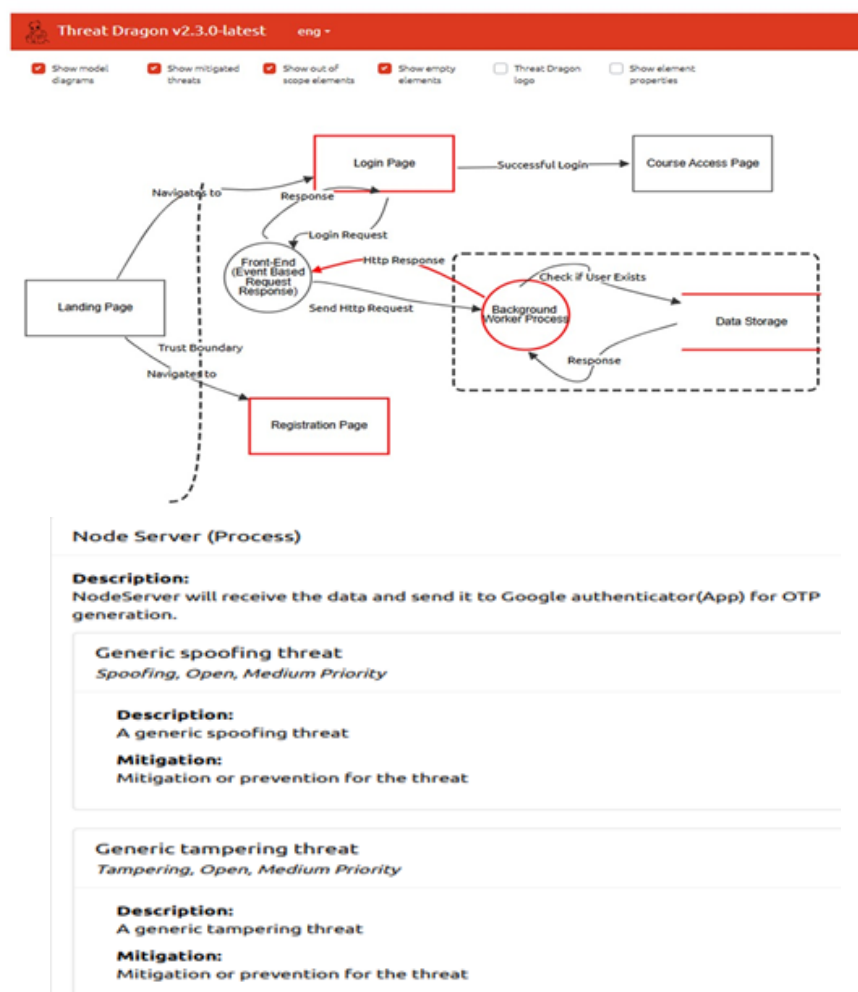 Threat Dragon v2.3.0-latest eng
Show model diagrams
Show mitigated threats
Show out of scope elements
Show empty elements
Threat Dragon logo
Show element properties
Login Page
Successful Login
Course Access Page
Navigates to
Response
Login Request
Front-End
(Event Based
Request
Response)
Http Response
Check if User Exists
Landing Page
Send Http Request
Background
Worker Process
Data Storage
Trust Boundary
Response
Navigates to
Registration Page
Node Server (Process)
Description:
NodeServer will receive the data and send it to Google authenticator(App) for OTP
generation.
Generic spoofing threat
Spoofing, Open, Medium Priority
Description:
A generic spoofing threat
Mitigation:
Mitigation or prevention for the threat
Generic tampering threat
Tampering, Open, Medium Priority
Description:
A generic tampering threat
Mitigation:
Mitigation or prevention for the threat